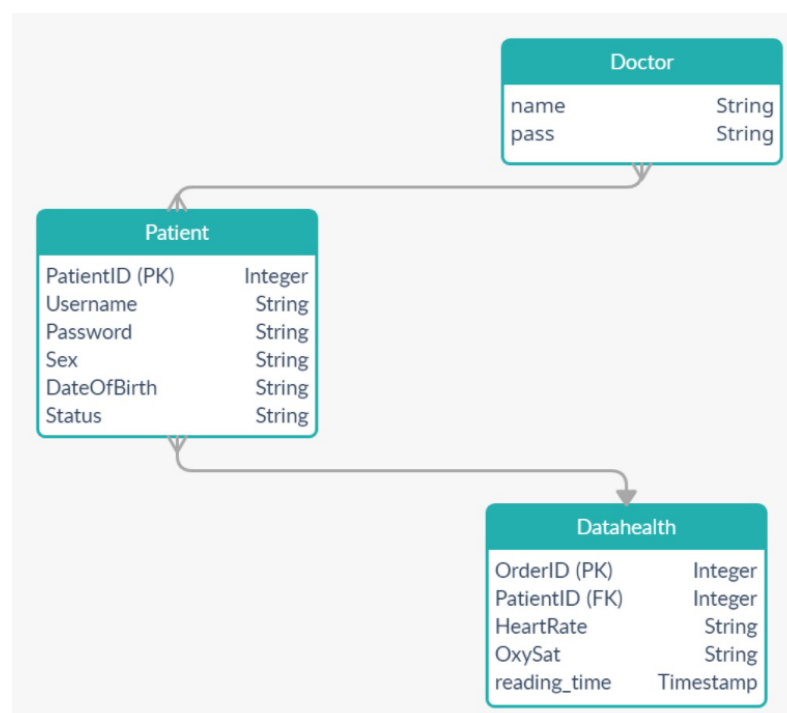 Doctor
name String
pass String
Patient
PatientID (PK) Integer
Username String
Password String
Sex String
DateOfBirth String
Status String
Datahealth
OrderID (PK) Integer
PatientID (FK) Integer
HeartRate String
OxySat String
reading_time Timestamp